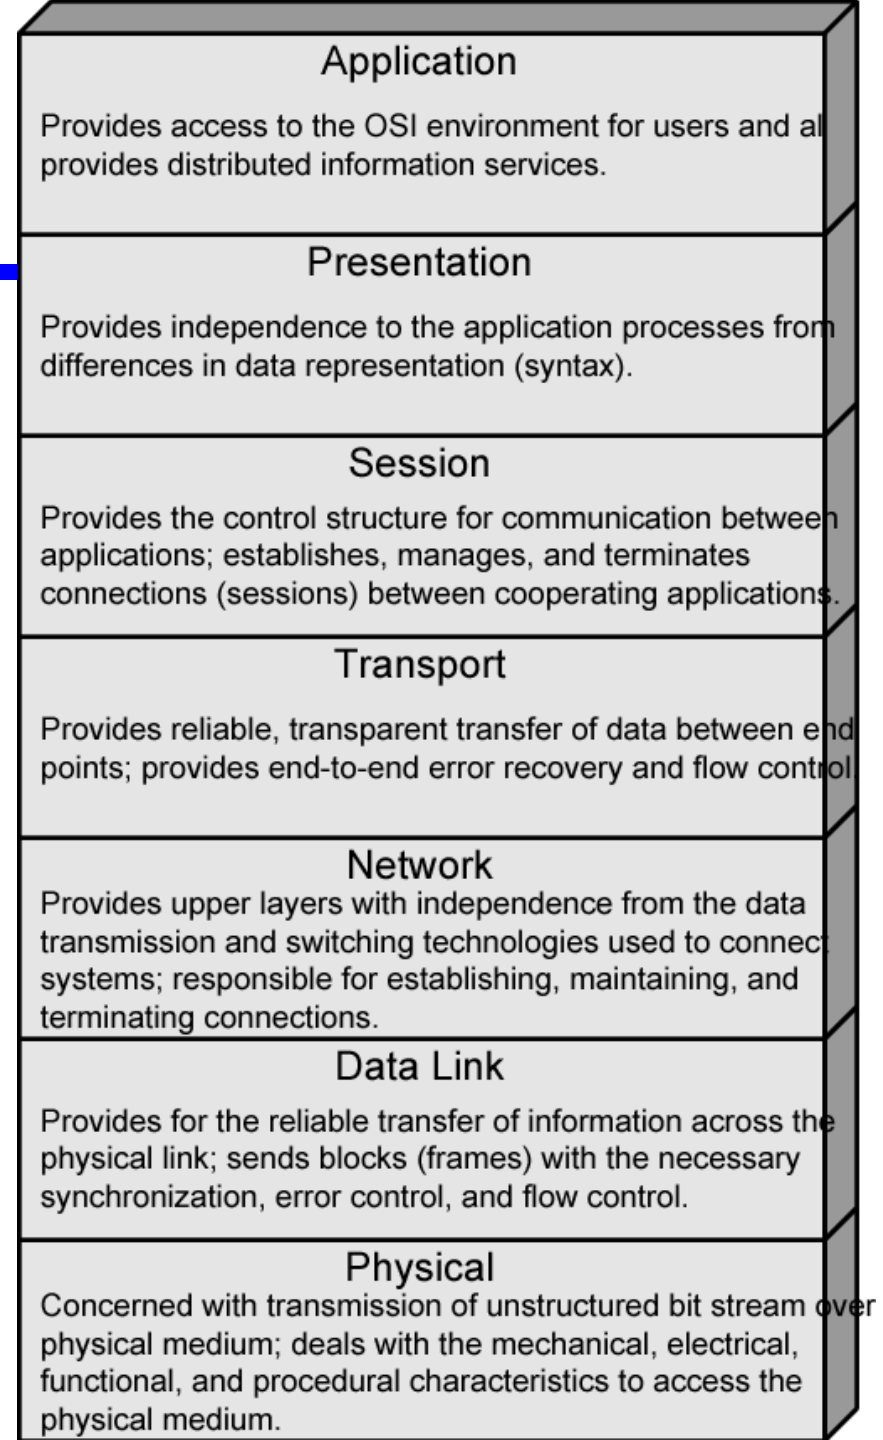 Application
Provides access to the OSI environment for users and al
provides distributed information services.
Presentation
Provides independence to the application processes from
differences in data representation (syntax).
Session
Provides the control structure for communication between
applications; establishes, manages, and terminates
connections (sessions) between cooperating applications.
Transport
Provides reliable, transparent transfer of data between end
points; provides end-to-end error recovery and flow control.
Network
Provides upper layers with independence from the data
transmission and switching technologies used to connect
systems; responsible for establishing, maintaining, and
terminating connections.
Data Link
Provides for the reliable transfer of information across the
physical link; sends blocks (frames) with the necessary
synchronization, error control, and flow control.
Physical
Concerned with transmission of unstructured bit stream over
physical medium; deals with the mechanical, electrical,
functional, and procedural characteristics to access the
physical medium.